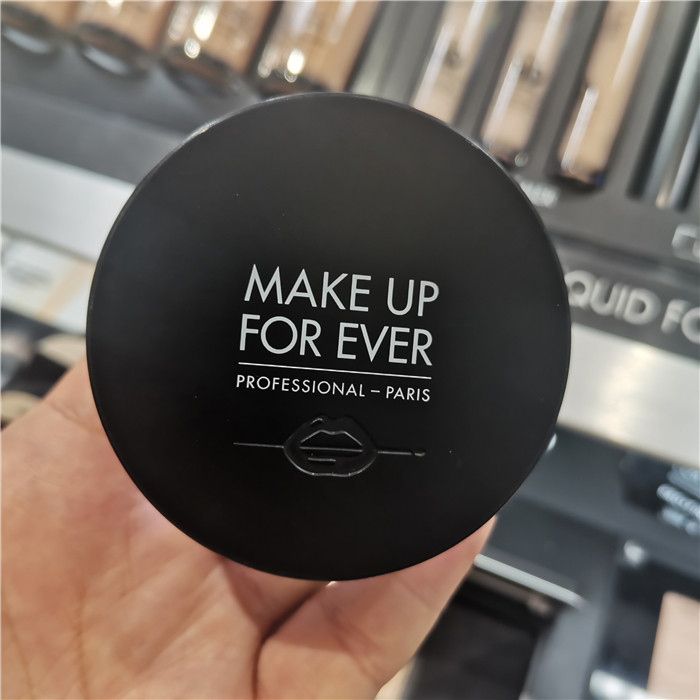 MAKE UP
FOR EVER
PROFESSIONAL – PARIS
QUID FO